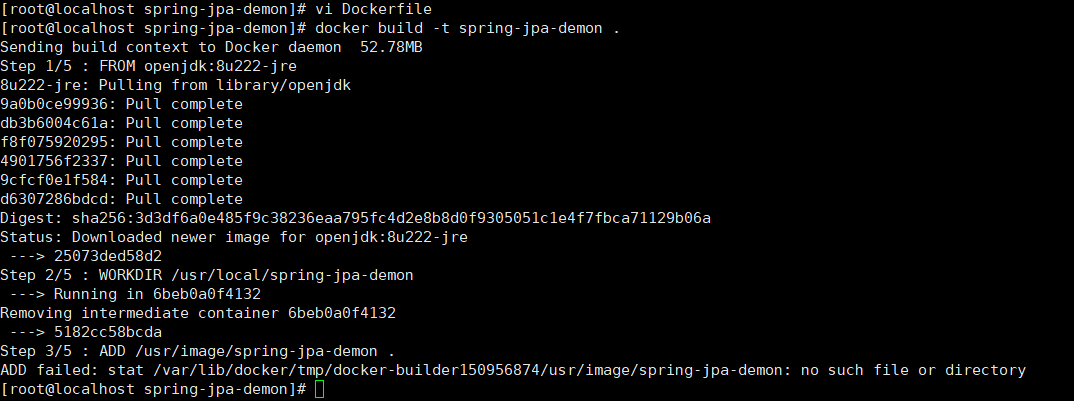 [root@localhost spring-jpa-demon]# vi Dockerfile
[root@localhost spring-jpa-demon]# docker build -t spring-jpa-demon .
Sending build context to Docker daemon  52.78MB
Step 1/5 : FROM openjdk:8u222-jre
8u222-jre: Pulling from library/openjdk
9a0b0ce99936: Pull complete
db3b6004c61a: Pull complete
f8f075920295: Pull complete
4901756f2337: Pull complete
9cfcf0e1f584: Pull complete
d6307286bdcd: Pull complete
Digest: sha256:3d3df6a0e485f9c38236eaa795fc4d2e8b8d0f9305051c1e4f7fbca71129b06a
Status: Downloaded newer image for openjdk:8u222-jre
 ---> 25073ded58d2
Step 2/5 : WORKDIR /usr/local/spring-jpa-demon
 ---> Running in 6beb0a0f4132
Removing intermediate container 6beb0a0f4132
 ---> 5182cc58bcda
Step 3/5 : ADD /usr/image/spring-jpa-demon .
ADD failed: stat /var/lib/docker/tmp/docker-builder150956874/usr/image/spring-jpa-demon: no such file or directory
[root@localhost spring-jpa-demon]#